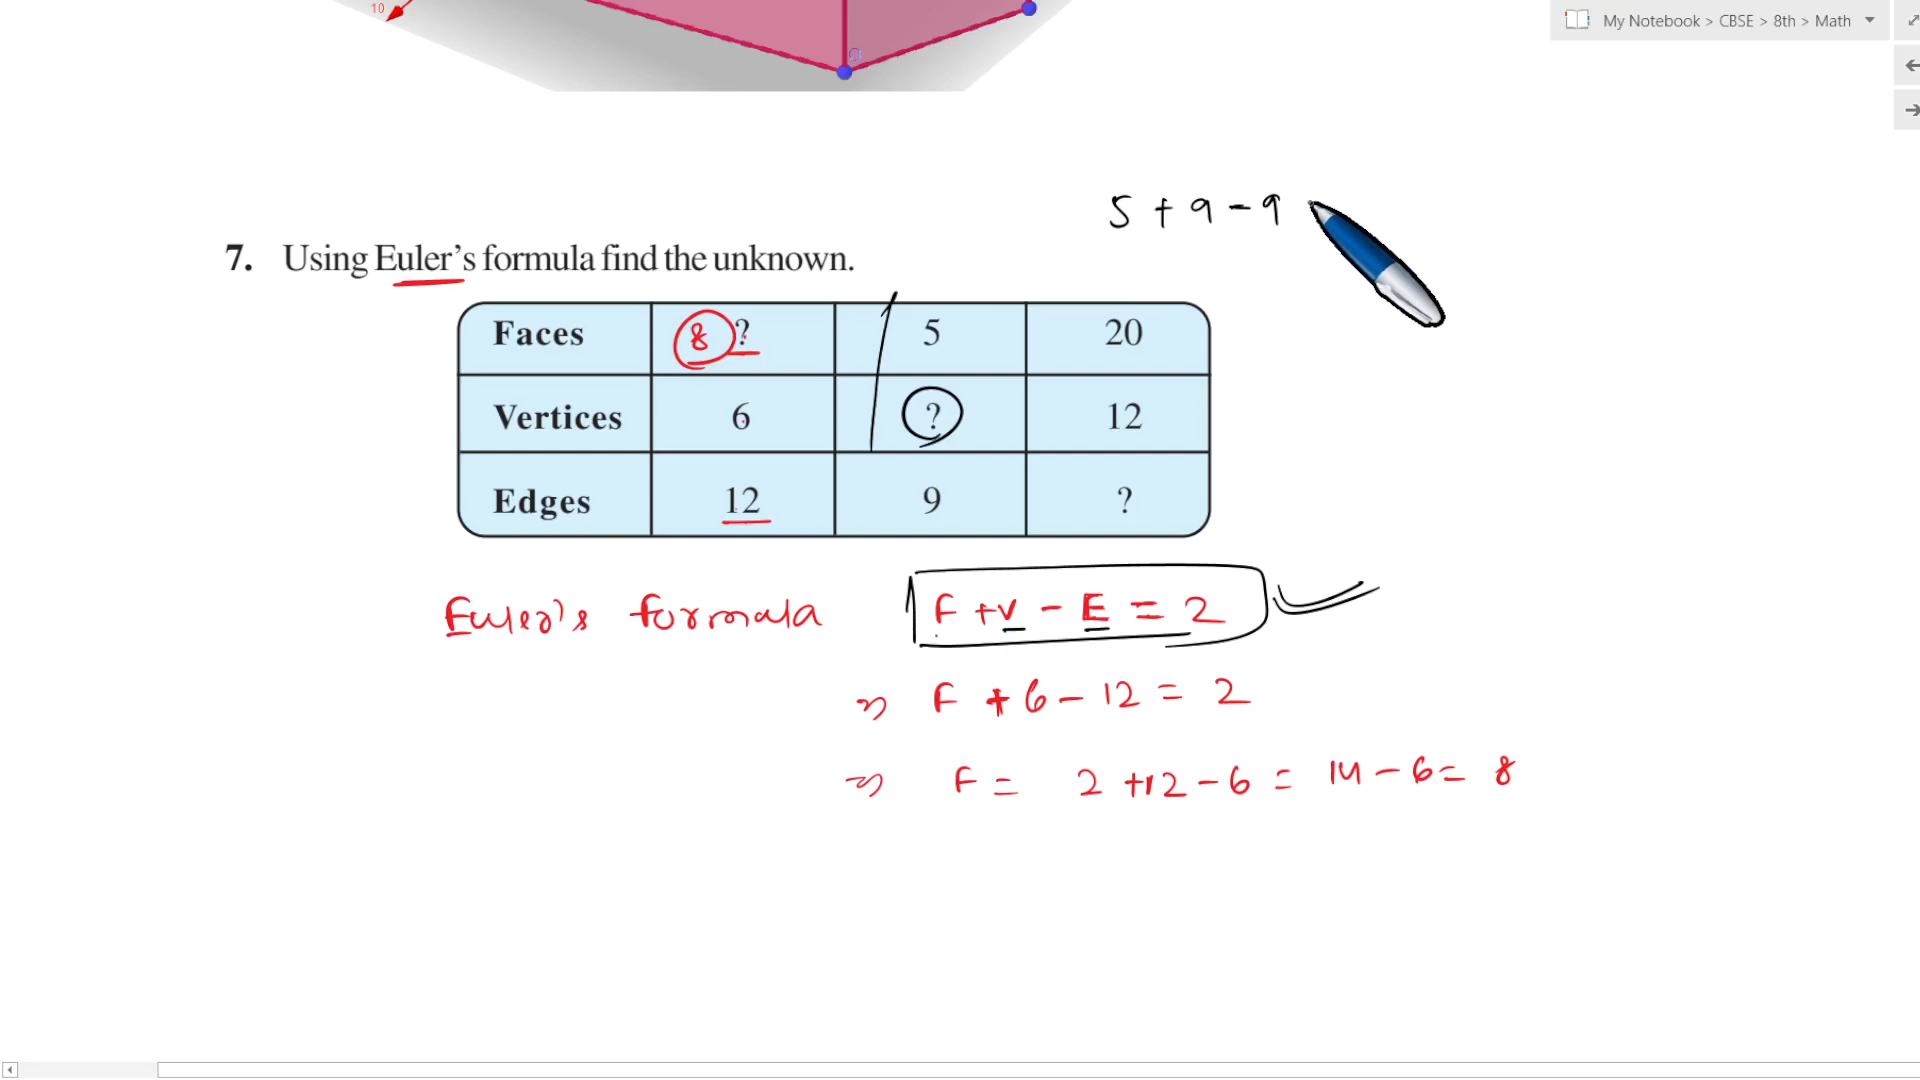 10
My Notebook > CBSE > 8th > Math
5 + 9 - 9
7. Using Euler's formula find the unknown.
Faces 8 ? 5 20
Vertices 6 ? 12
Edges 12 9 ?
Euler's formula F + V - E = 2
⇒ F + 6 - 12 = 2
⇒ F = 2 + 12 - 6 = 14 - 6 = 8